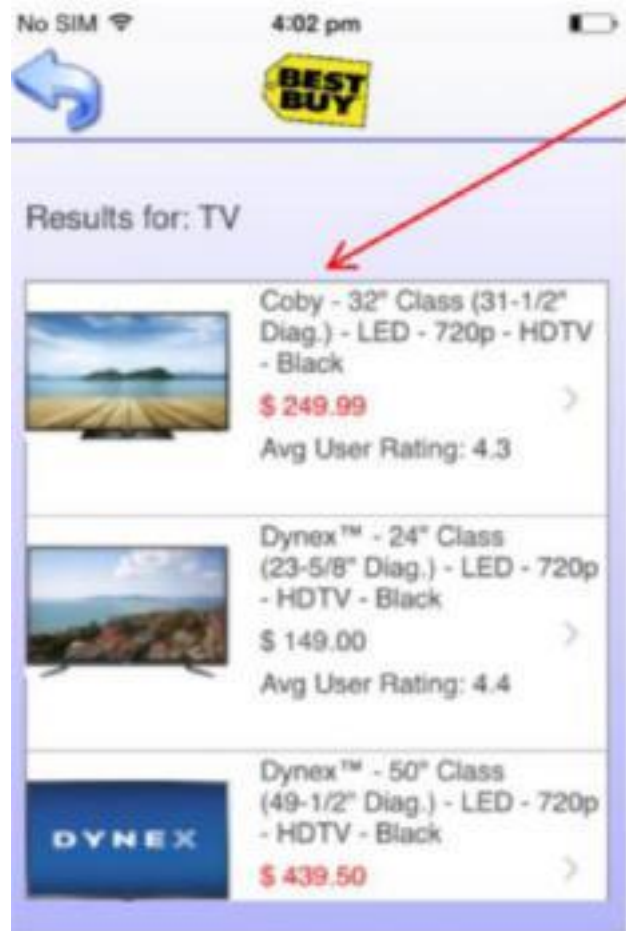 No SIM 4:02 pm
BEST
BUY
Results for: TV
Coby - 32" Class (31-1/2"
Diag.) - LED - 720p - HDTV
- Black
$ 249.99
Avg User Rating: 4.3
Dynex™ - 24" Class
(23-5/8" Diag.) - LED - 720p
- HDTV - Black
$ 149.00
Avg User Rating: 4.4
DYNEX
Dynex™ - 50" Class
(49-1/2" Diag.) - LED - 720p
- HDTV - Black
$ 439.50